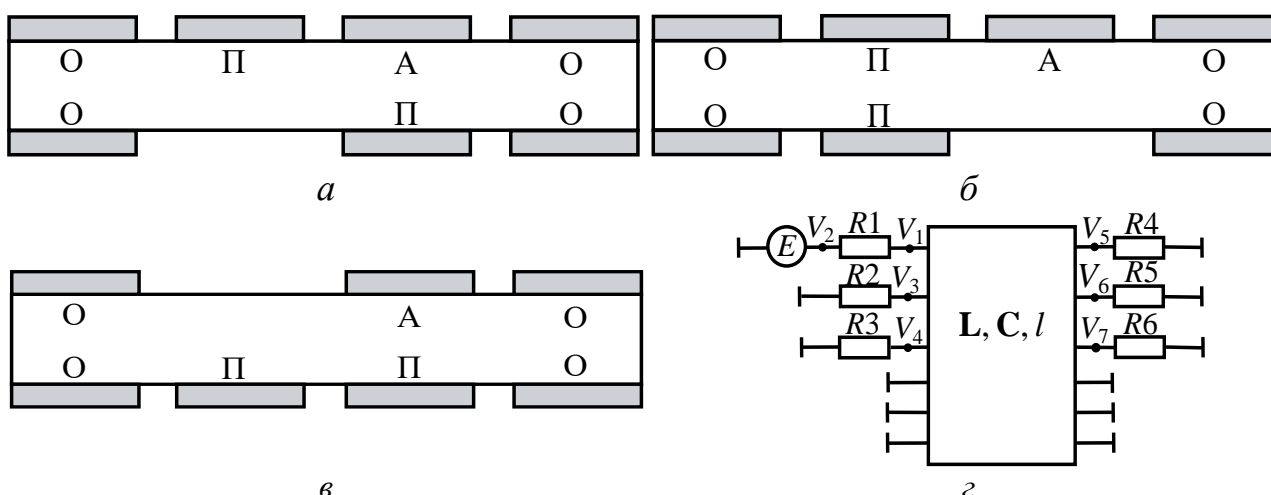 О П А О
О П О
а
О П А О
О П О
б
О А О
О П П О
в
E V2 R1 V1 V5 R4
R2 V3 V6 R5
R3 V4 L, C, l V7 R6
г